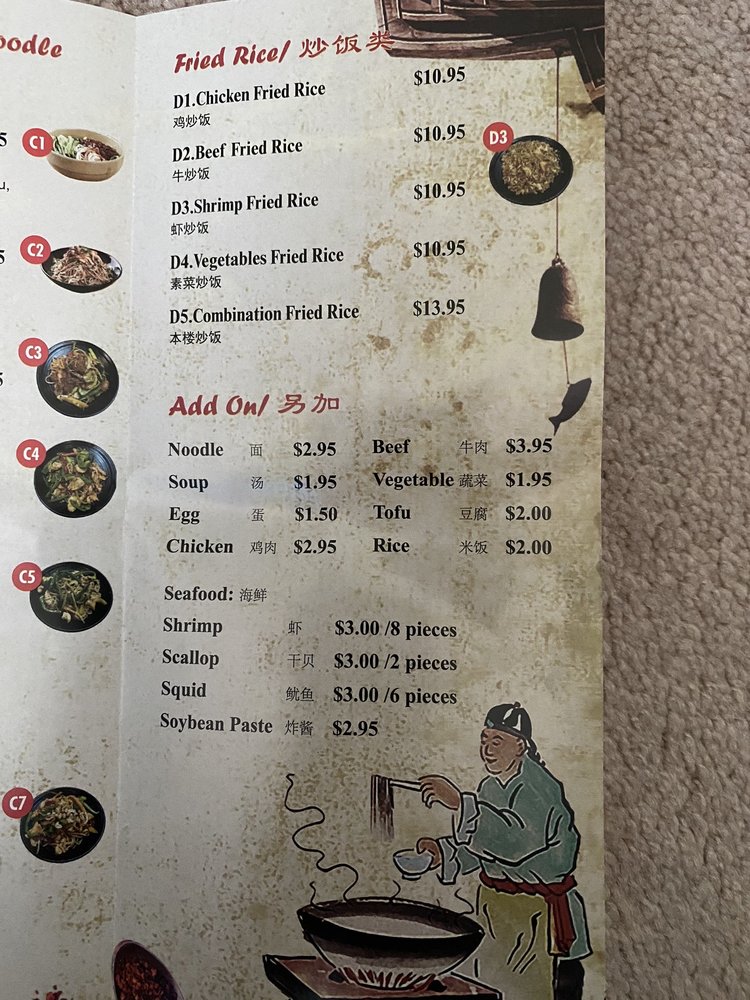 oodle
5
C1
u,
5
C2
C3
5
C4
C5
C7
Fried Rice/ 炒饭类
D1.Chicken Fried Rice $10.95
鸡炒饭
D2.Beef Fried Rice $10.95
牛炒饭
D3
D3.Shrimp Fried Rice $10.95
虾炒饭
D4.Vegetables Fried Rice $10.95
素菜炒饭
D5.Combination Fried Rice $13.95
本楼炒饭
Add On/ 另加
Noodle 面 $2.95 Beef 牛肉 $3.95
Soup 汤 $1.95 Vegetable 蔬菜 $1.95
Egg 蛋 $1.50 Tofu 豆腐 $2.00
Chicken 鸡肉 $2.95 Rice 米饭 $2.00
Seafood: 海鲜
Shrimp 虾 $3.00 /8 pieces
Scallop 干贝 $3.00 /2 pieces
Squid 鱿鱼 $3.00 /6 pieces
Soybean Paste 炸酱 $2.95